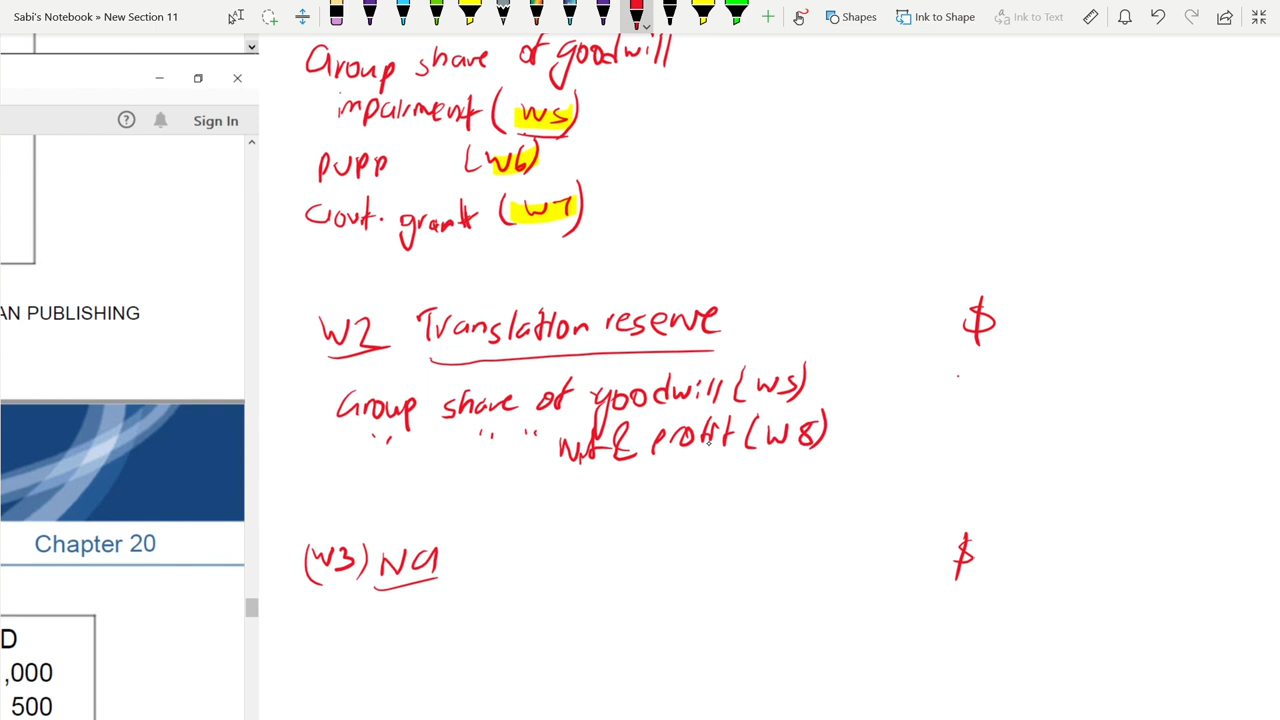 Sabi's Notebook » New Section 11
Shapes
Ink to Shape
Ink to Text
Sign In
Group share of goodwill
impairment (W5)
PUPP (W6)
Govt. grant (W7)
AN PUBLISHING
W2 Translation reserve $
Group share of goodwill (W5)
" " " NA & profit (W8)
Chapter 20
(W3) NA $
D
,000
500